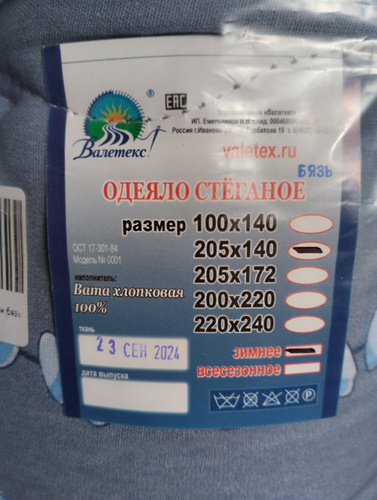 Валетекс
®
EAC
valetex.ru
БЯЗЬ
ОДЕЯЛО СТЁГАНОЕ
размер 100х140
205х140
205х172
200х220
220х240
ОСТ 17-301-84
Модель № 0001
наполнитель:
Вата хлопковая
100%
ткань
23 СЕН 2024
зимнее
всесезонное
дата выпуска